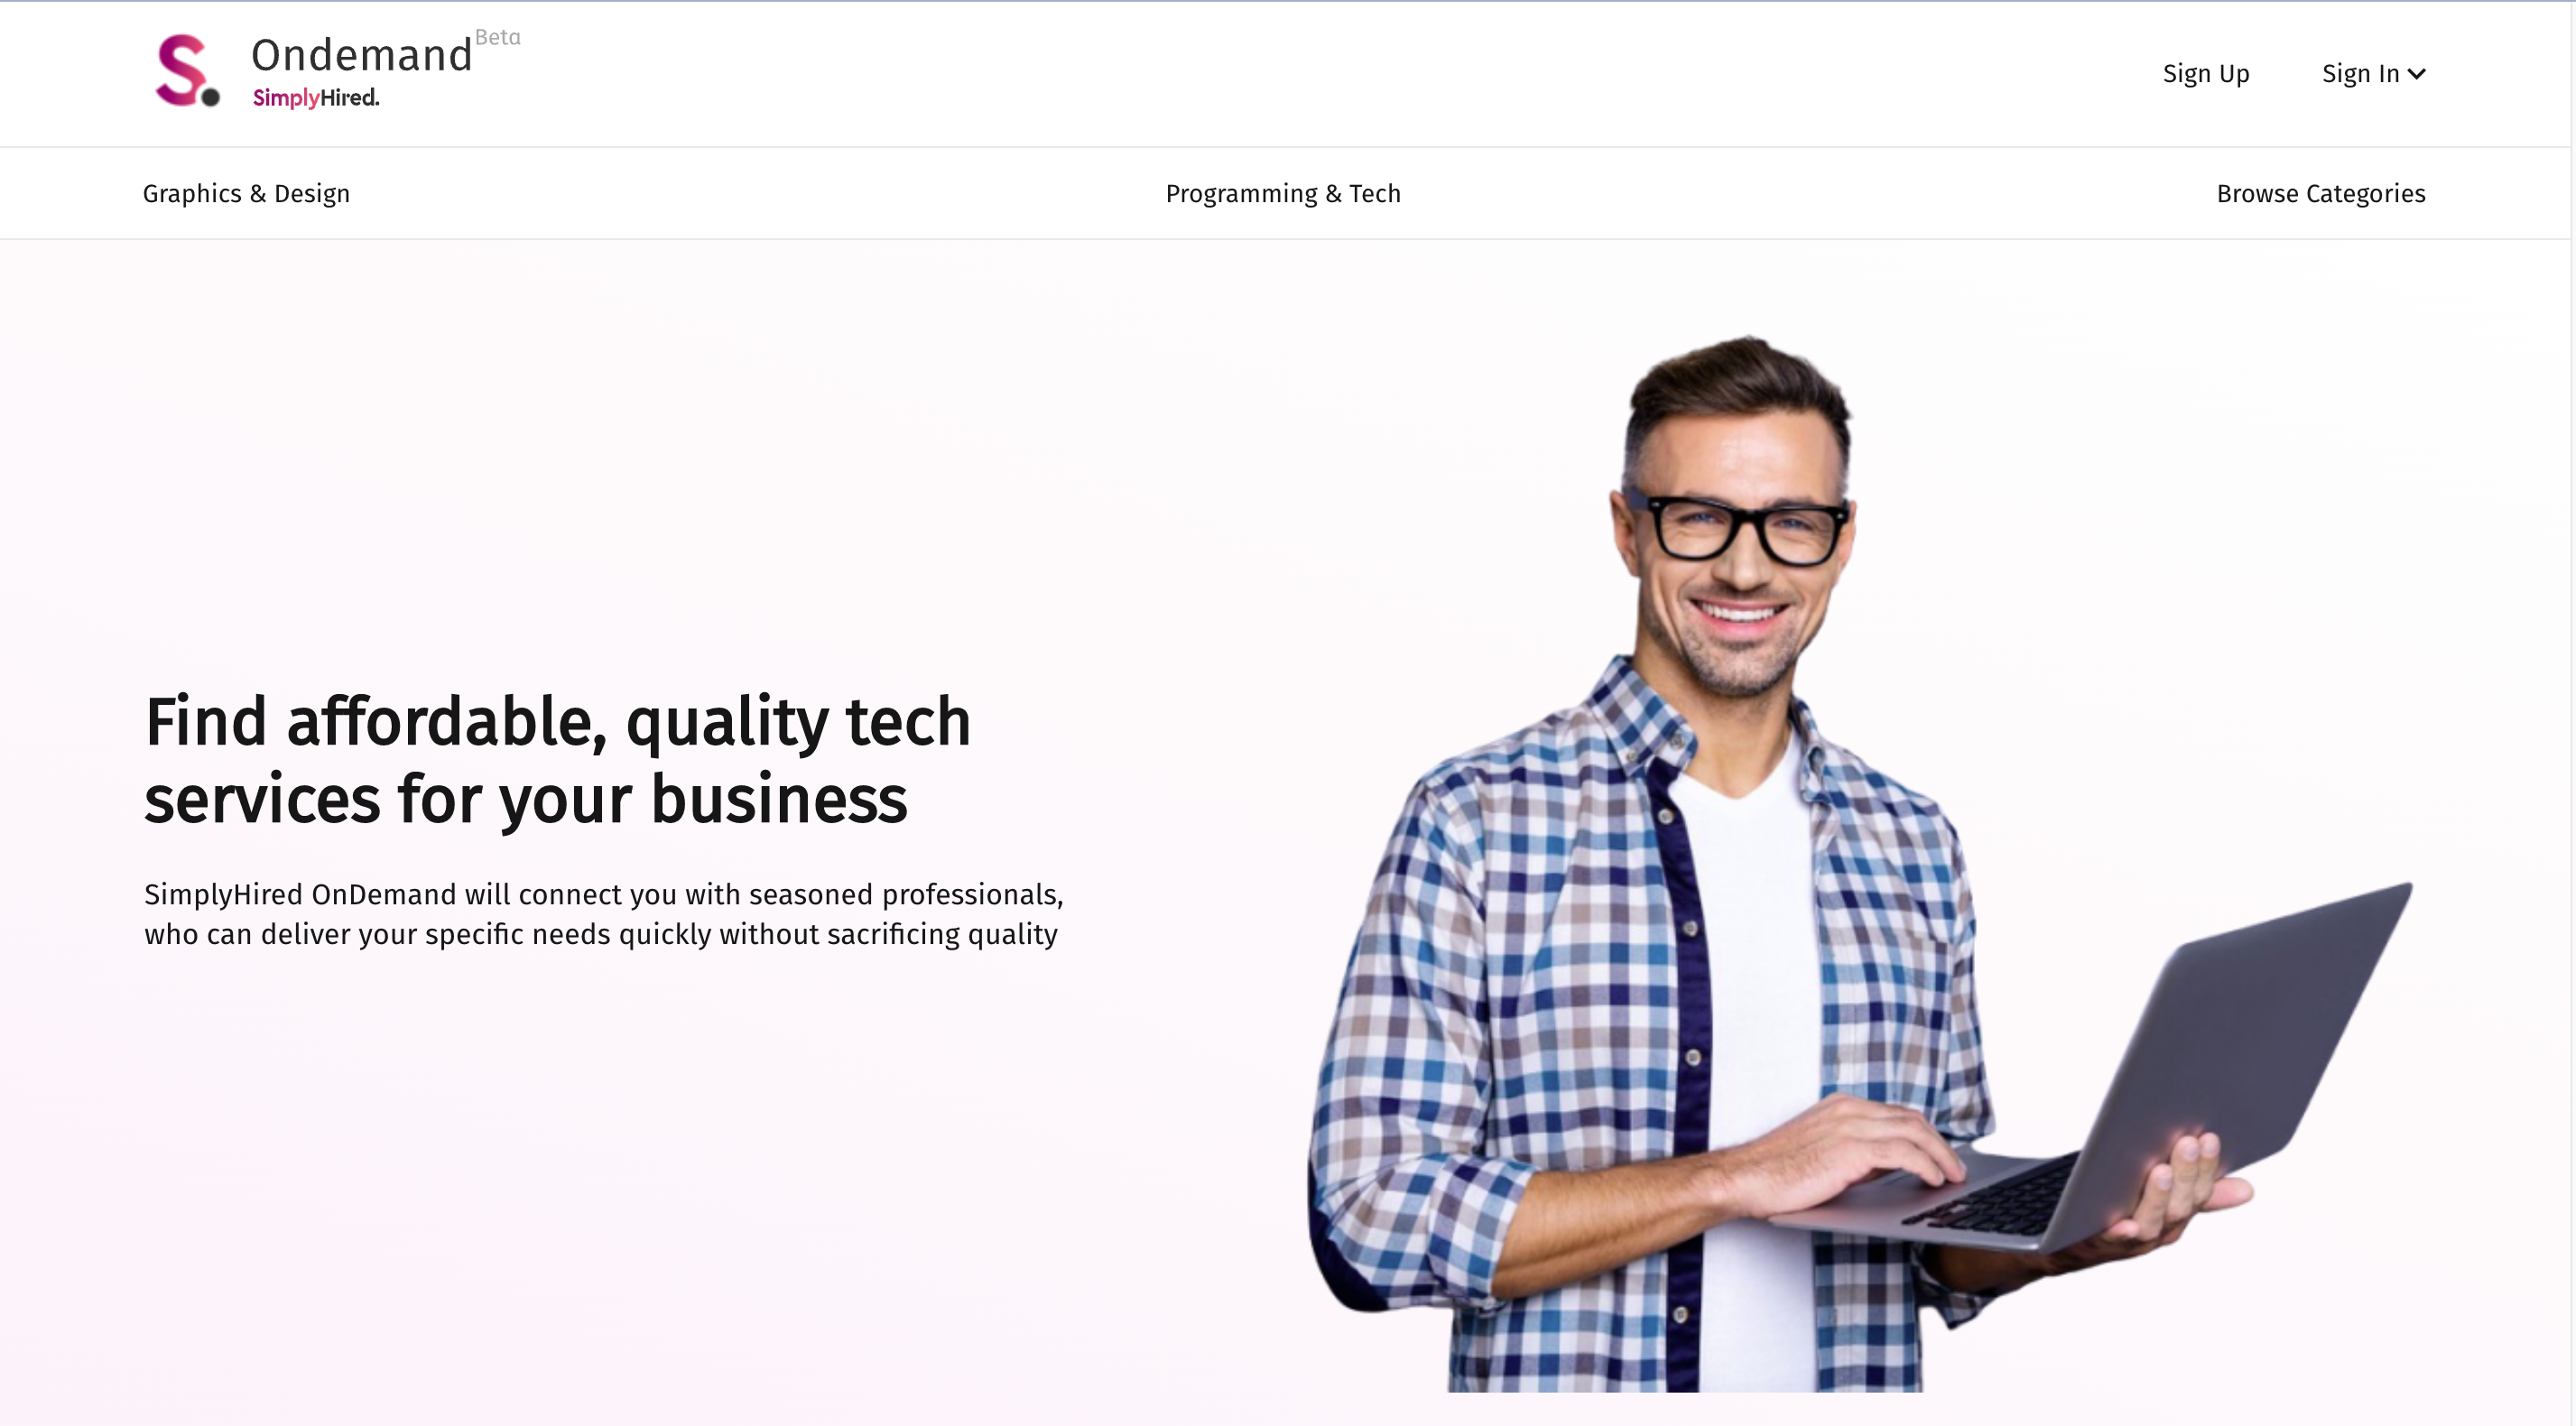 Ondemand Beta
SimplyHired.
Sign Up
Sign In
Graphics & Design
Programming & Tech
Browse Categories
Find affordable, quality tech
services for your business
SimplyHired OnDemand will connect you with seasoned professionals,
who can deliver your specific needs quickly without sacrificing quality